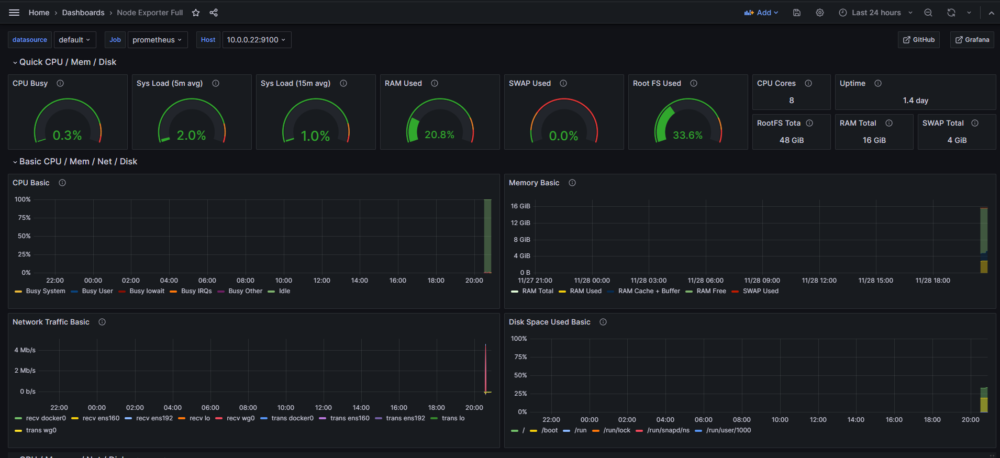 Home › Dashboards › Node Exporter Full
Add
Last 24 hours
datasource default Job prometheus Host 10.0.0.22:9100
GitHub Grafana
Quick CPU / Mem / Disk
CPU Busy
0.3%
Sys Load (5m avg)
2.0%
Sys Load (15m avg)
1.0%
RAM Used
20.8%
SWAP Used
0.0%
Root FS Used
33.6%
CPU Cores
8
Uptime
1.4 day
RootFS Tota
48 GiB
RAM Total
16 GiB
SWAP Total
4 GiB
Basic CPU / Mem / Net / Disk
CPU Basic
100%
75%
50%
25%
0%
22:00 00:00 02:00 04:00 06:00 08:00 10:00 12:00 14:00 16:00 18:00 20:00
Busy System Busy User Busy Iowait Busy IRQs Busy Other Idle
Memory Basic
16 GiB
12 GiB
8 GiB
4 GiB
0 B
11/27 21:00 11/28 00:00 11/28 03:00 11/28 06:00 11/28 09:00 11/28 12:00 11/28 15:00 11/28 18:00
RAM Total RAM Used RAM Cache + Buffer RAM Free SWAP Used
Network Traffic Basic
4 Mb/s
2 Mb/s
0 b/s
22:00 00:00 02:00 04:00 06:00 08:00 10:00 12:00 14:00 16:00 18:00 20:00
recv docker0 recv ens160 recv ens192 recv lo recv wg0 trans docker0 trans ens160 trans ens192 trans lo
trans wg0
Disk Space Used Basic
100%
75%
50%
25%
0%
22:00 00:00 02:00 04:00 06:00 08:00 10:00 12:00 14:00 16:00 18:00 20:00
/ /boot /run /run/lock /run/snapd/ns /run/user/1000